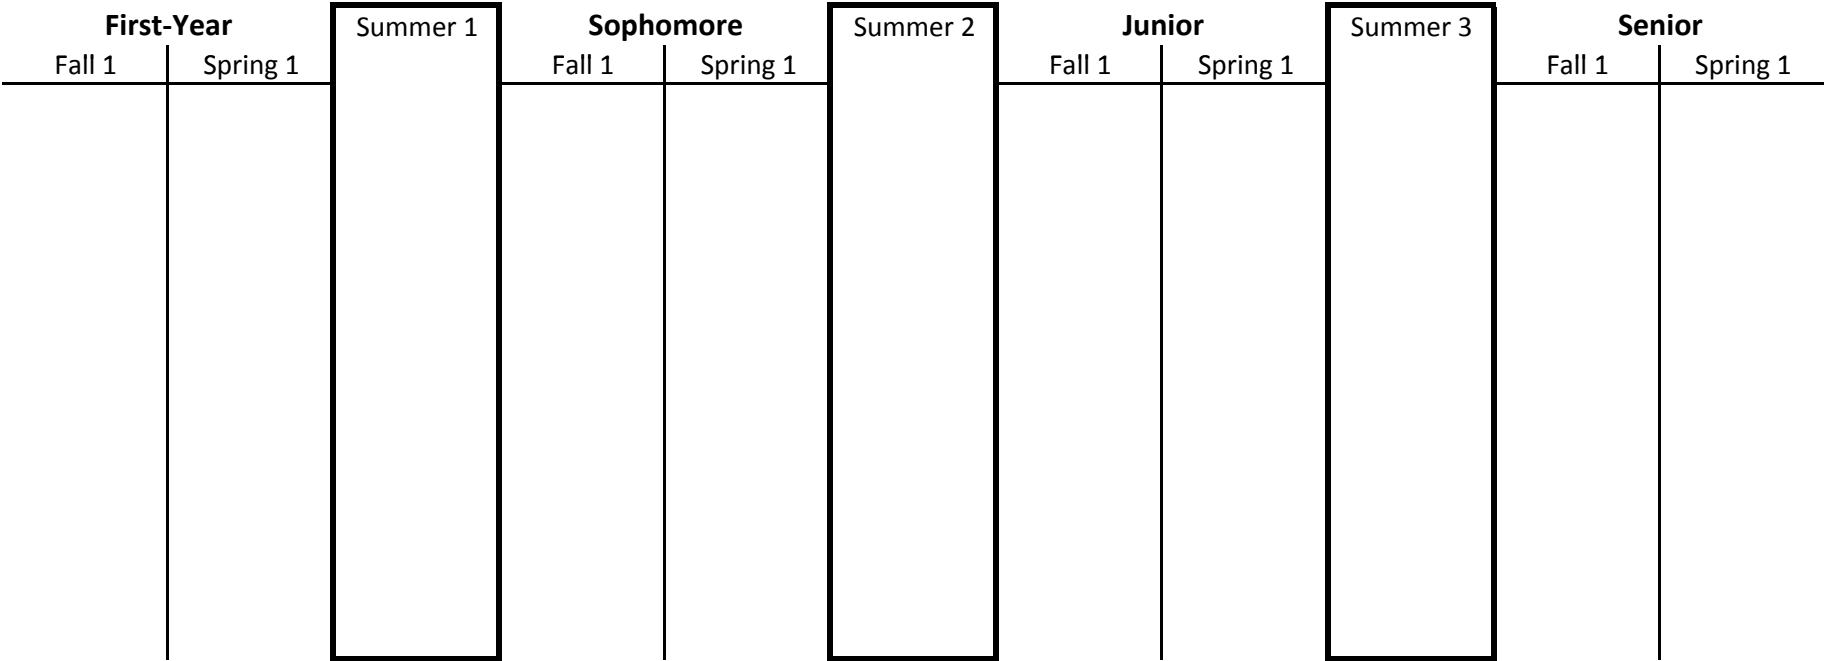 First-Year Summer 1 Sophomore Summer 2 Junior Summer 3 Senior
Fall 1 Spring 1 Fall 1 Spring 1 Fall 1 Spring 1 Fall 1 Spring 1